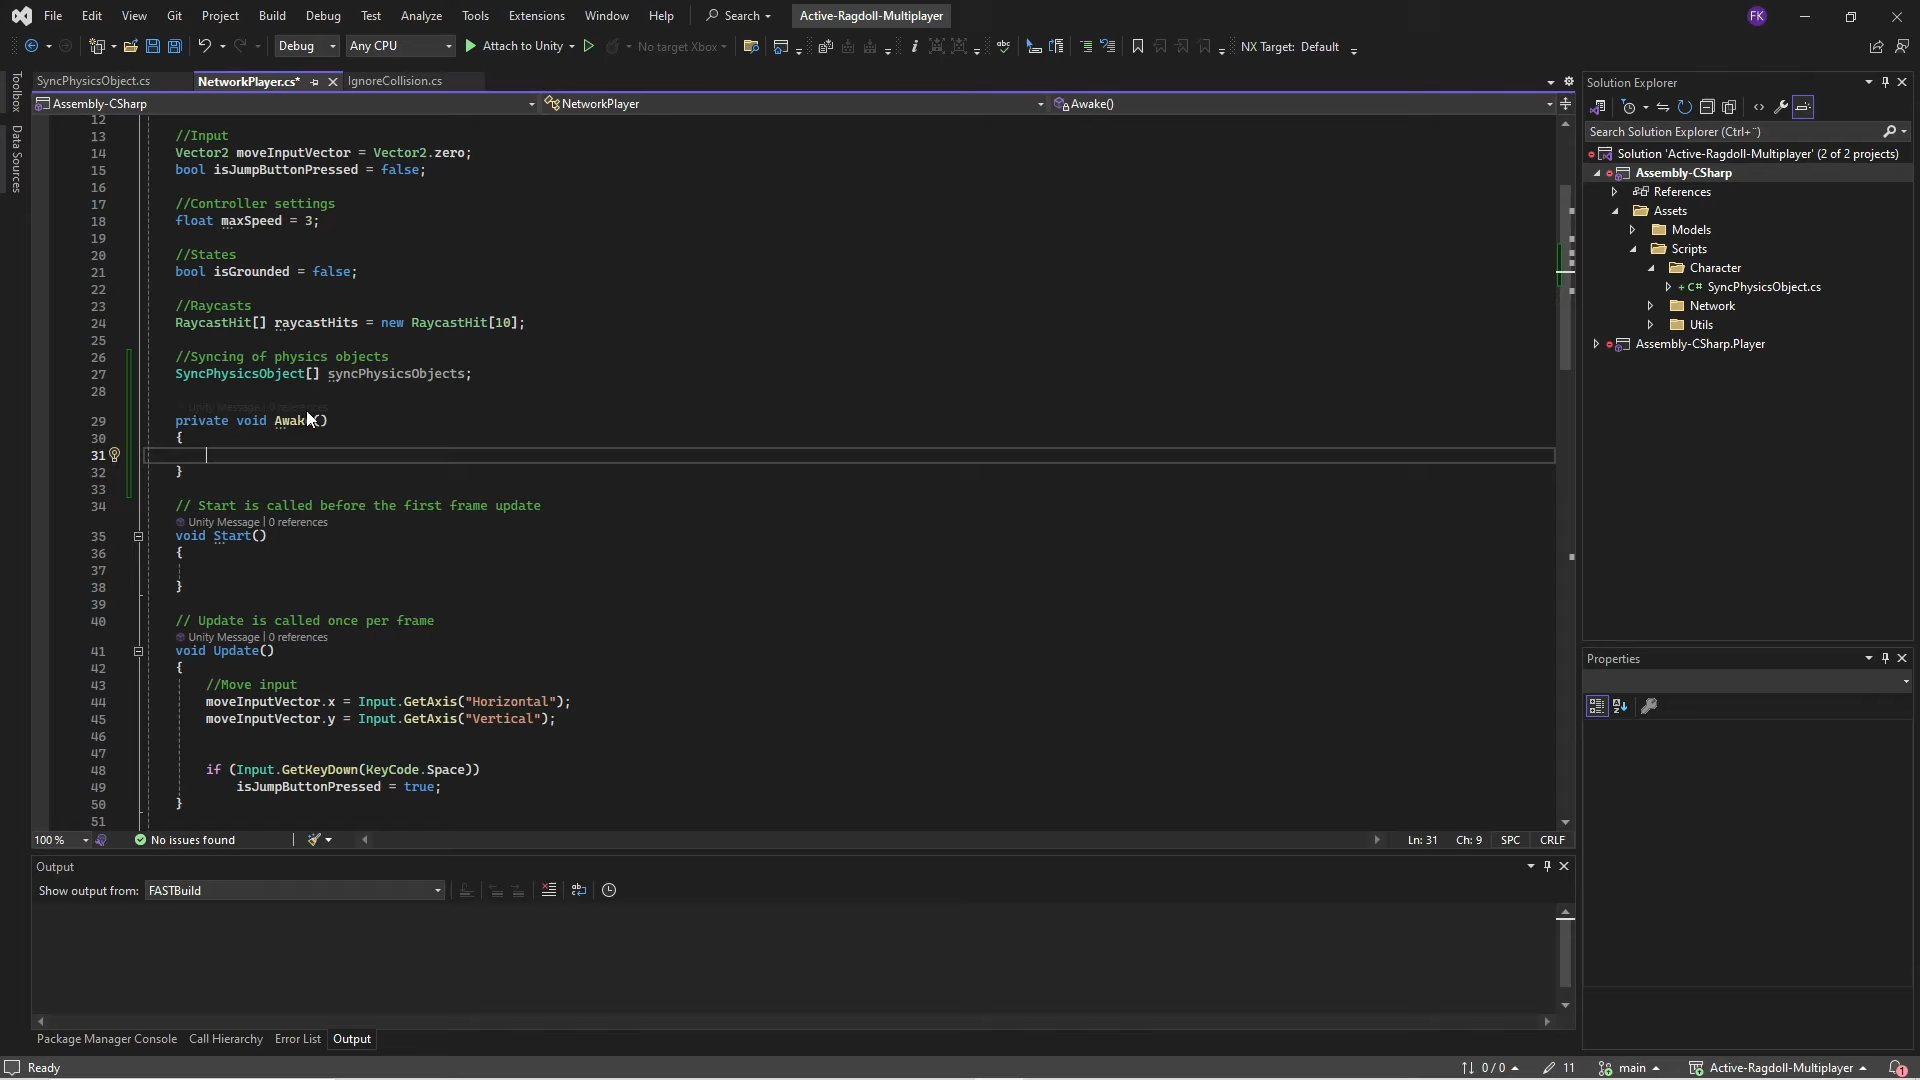 File Edit View Git Project Build Debug Test Analyze Tools Extensions Window Help Search Active-Ragdoll-Multiplayer FK
Debug Any CPU Attach to Unity No target Xbox NX Target: Default
Toolbox
Data Sources
SyncPhysicsObject.cs NetworkPlayer.cs* IgnoreCollision.cs
Assembly-CSharp NetworkPlayer Awake()
12
13 //Input
14 Vector2 moveInputVector = Vector2.zero;
15 bool isJumpButtonPressed = false;
16
17 //Controller settings
18 float maxSpeed = 3;
19
20 //States
21 bool isGrounded = false;
22
23 //Raycasts
24 RaycastHit[] raycastHits = new RaycastHit[10];
25
26 //Syncing of physics objects
27 SyncPhysicsObject[] syncPhysicsObjects;
28
Unity Message | 0 references
29 private void Awake()
30 {
31
32 }
33
34 // Start is called before the first frame update
Unity Message | 0 references
35 void Start()
36 {
37
38 }
39
40 // Update is called once per frame
Unity Message | 0 references
41 void Update()
42 {
43 //Move input
44 moveInputVector.x = Input.GetAxis("Horizontal");
45 moveInputVector.y = Input.GetAxis("Vertical");
46
47
48 if (Input.GetKeyDown(KeyCode.Space))
49 isJumpButtonPressed = true;
50 }
51
100 % No issues found Ln: 31 Ch: 9 SPC CRLF
Output
Show output from: FASTBuild
Package Manager Console Call Hierarchy Error List Output
Solution Explorer
Search Solution Explorer (Ctrl+¨)
Solution 'Active-Ragdoll-Multiplayer' (2 of 2 projects)
Assembly-CSharp
References
Assets
Models
Scripts
Character
+ C# SyncPhysicsObject.cs
Network
Utils
Assembly-CSharp.Player
Properties
Ready 0 / 0 11 main Active-Ragdoll-Multiplayer 1